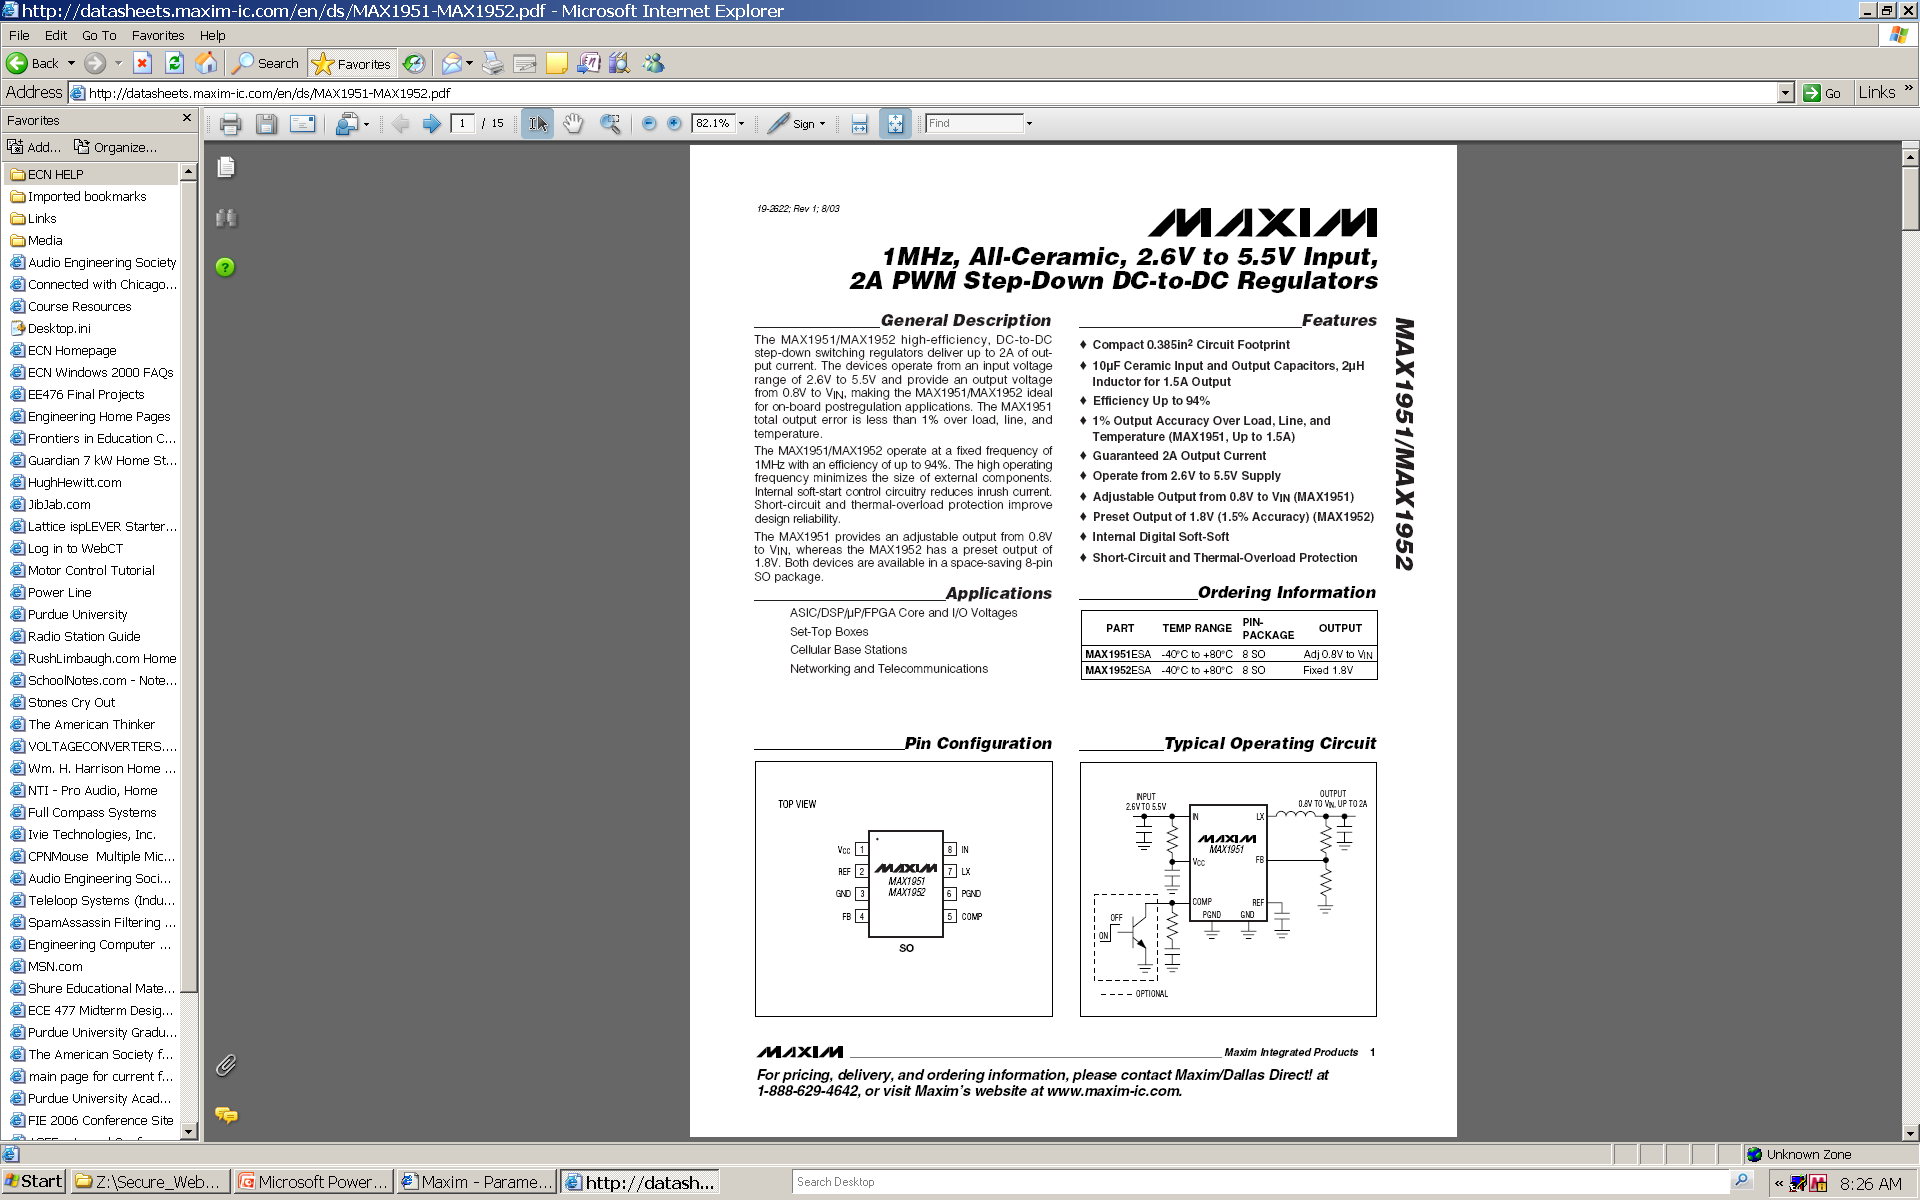 http://datasheets.maxim-ic.com/en/ds/MAX1951-MAX1952.pdf - Microsoft Internet Explorer
File Edit Go To Favorites Help
Back Search Favorites
Address http://datasheets.maxim-ic.com/en/ds/MAX1951-MAX1952.pdf Go Links »
Favorites
Add... Organize...
1 / 15 82.1% Sign Find
ECN HELP
Imported bookmarks
Links
Media
Audio Engineering Society
Connected with Chicago...
Course Resources
Desktop.ini
ECN Homepage
ECN Windows 2000 FAQs
EE476 Final Projects
Engineering Home Pages
Frontiers in Education C...
Guardian 7 kW Home St...
HughHewitt.com
JibJab.com
Lattice ispLEVER Starter...
Log in to WebCT
Motor Control Tutorial
Power Line
Purdue University
Radio Station Guide
RushLimbaugh.com Home
SchoolNotes.com - Note...
Stones Cry Out
The American Thinker
VOLTAGECONVERTERS....
Wm. H. Harrison Home ...
NTI - Pro Audio, Home
Full Compass Systems
Ivie Technologies, Inc.
CPNMouse Multiple Mic...
Audio Engineering Soci...
Teleloop Systems (Indu...
SpamAssassin Filtering ...
Engineering Computer ...
MSN.com
Shure Educational Mate...
ECE 477 Midterm Desig...
Purdue University Gradu...
The American Society f...
main page for current f...
Purdue University Acad...
FIE 2006 Conference Site
19-2622; Rev 1; 8/03
MAXIM
1MHz, All-Ceramic, 2.6V to 5.5V Input,
2A PWM Step-Down DC-to-DC Regulators
MAX1951/MAX1952
General Description
The MAX1951/MAX1952 high-efficiency, DC-to-DC
step-down switching regulators deliver up to 2A of out-
put current. The devices operate from an input voltage
range of 2.6V to 5.5V and provide an output voltage
from 0.8V to VIN, making the MAX1951/MAX1952 ideal
for on-board postregulation applications. The MAX1951
total output error is less than 1% over load, line, and
temperature.
The MAX1951/MAX1952 operate at a fixed frequency of
1MHz with an efficiency of up to 94%. The high operating
frequency minimizes the size of external components.
Internal soft-start control circuitry reduces inrush current.
Short-circuit and thermal-overload protection improve
design reliability.
The MAX1951 provides an adjustable output from 0.8V
to VIN, whereas the MAX1952 has a preset output of
1.8V. Both devices are available in a space-saving 8-pin
SO package.
Applications
ASIC/DSP/µP/FPGA Core and I/O Voltages
Set-Top Boxes
Cellular Base Stations
Networking and Telecommunications
Features
♦ Compact 0.385in2 Circuit Footprint
♦ 10µF Ceramic Input and Output Capacitors, 2µH
Inductor for 1.5A Output
♦ Efficiency Up to 94%
♦ 1% Output Accuracy Over Load, Line, and
Temperature (MAX1951, Up to 1.5A)
♦ Guaranteed 2A Output Current
♦ Operate from 2.6V to 5.5V Supply
♦ Adjustable Output from 0.8V to VIN (MAX1951)
♦ Preset Output of 1.8V (1.5% Accuracy) (MAX1952)
♦ Internal Digital Soft-Soft
♦ Short-Circuit and Thermal-Overload Protection
Ordering Information
PART TEMP RANGE PIN-PACKAGE OUTPUT
MAX1951ESA -40°C to +80°C 8 SO Adj 0.8V to VIN
MAX1952ESA -40°C to +80°C 8 SO Fixed 1.8V
Pin Configuration
TOP VIEW
VCC 1 8 IN
REF 2 7 LX
GND 3 6 PGND
FB 4 5 COMP
MAXIM
MAX1951
MAX1952
SO
Typical Operating Circuit
INPUT
2.6V TO 5.5V
OUTPUT
0.8V TO VIN, UP TO 2A
IN LX
MAXIM
MAX1951
VCC FB
COMP REF
PGND GND
OFF
ON
OPTIONAL
MAXIM Maxim Integrated Products 1
For pricing, delivery, and ordering information, please contact Maxim/Dallas Direct! at
1-888-629-4642, or visit Maxim's website at www.maxim-ic.com.
Unknown Zone
Start Z:\Secure_Web... Microsoft Power... Maxim - Parame... http://datash... Search Desktop « 8:26 AM